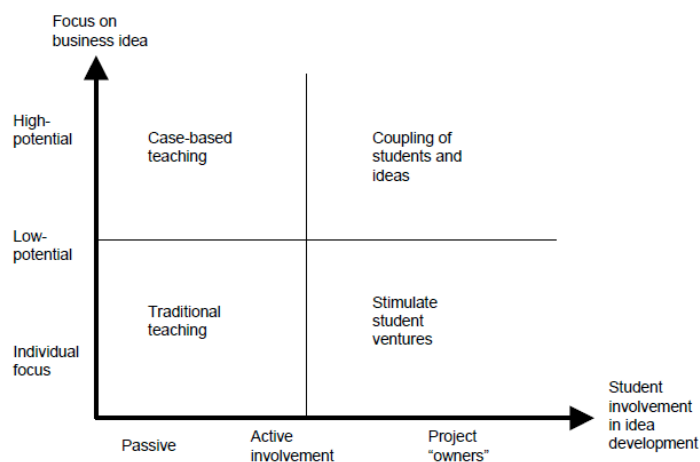 Focus on
business idea
High-
potential
Case-based
teaching
Coupling of
students and
ideas
Low-
potential
Traditional
teaching
Stimulate
student
ventures
Individual
focus
Student
involvement
in idea
development
Passive
Active
involvement
Project
“owners”